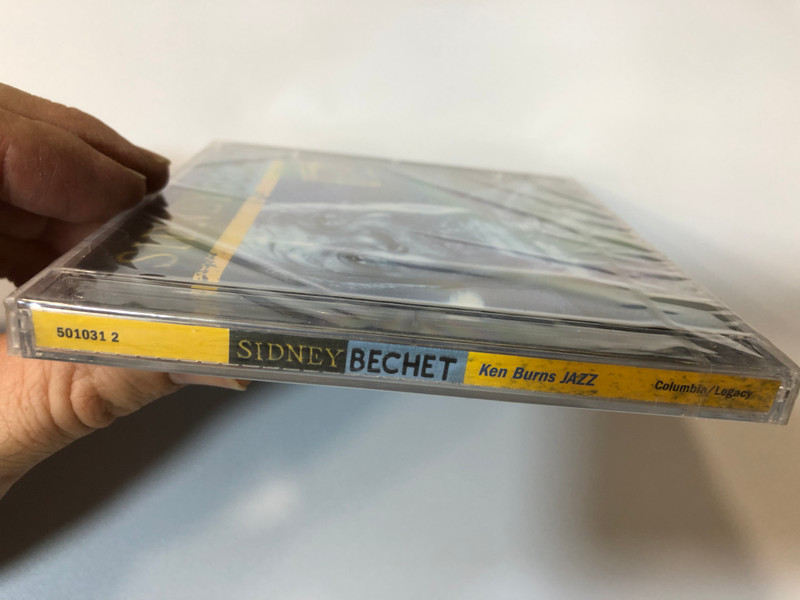 501031 2 SIDNEY BECHET Ken Burns JAZZ Columbia/Legacy